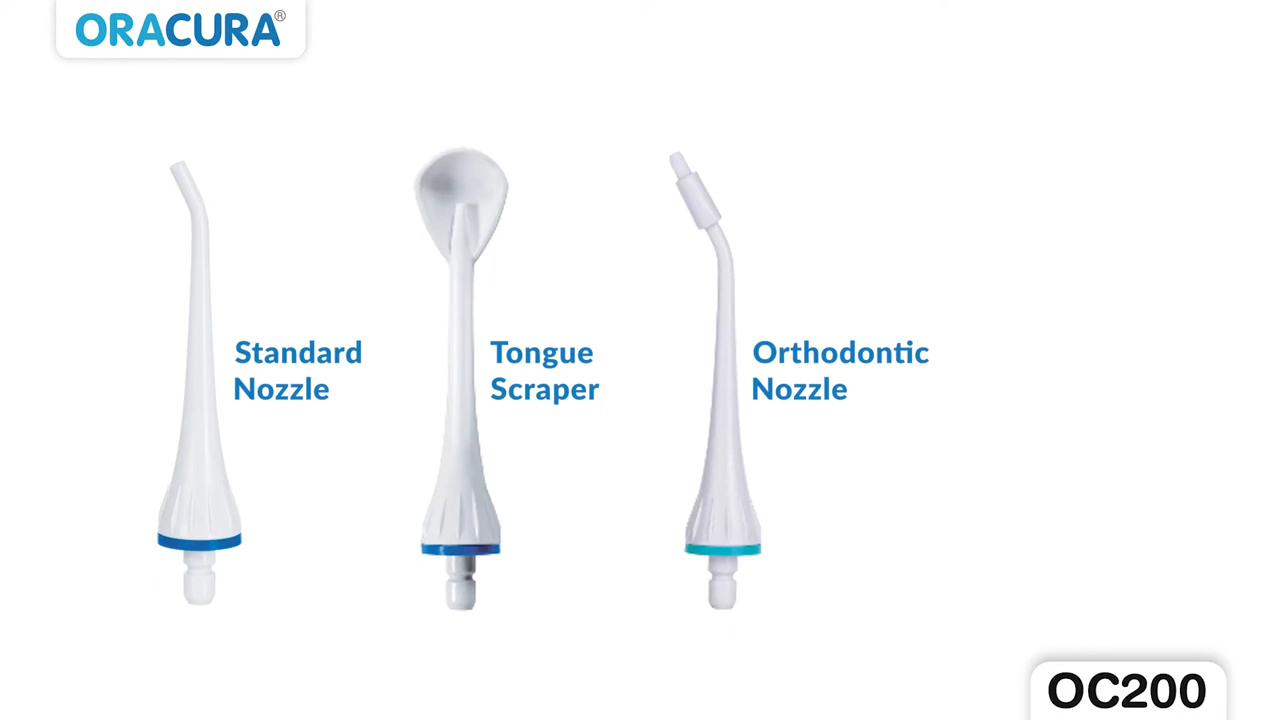 ORACURA®
Standard
Nozzle
Tongue
Scraper
Orthodontic
Nozzle
OC200